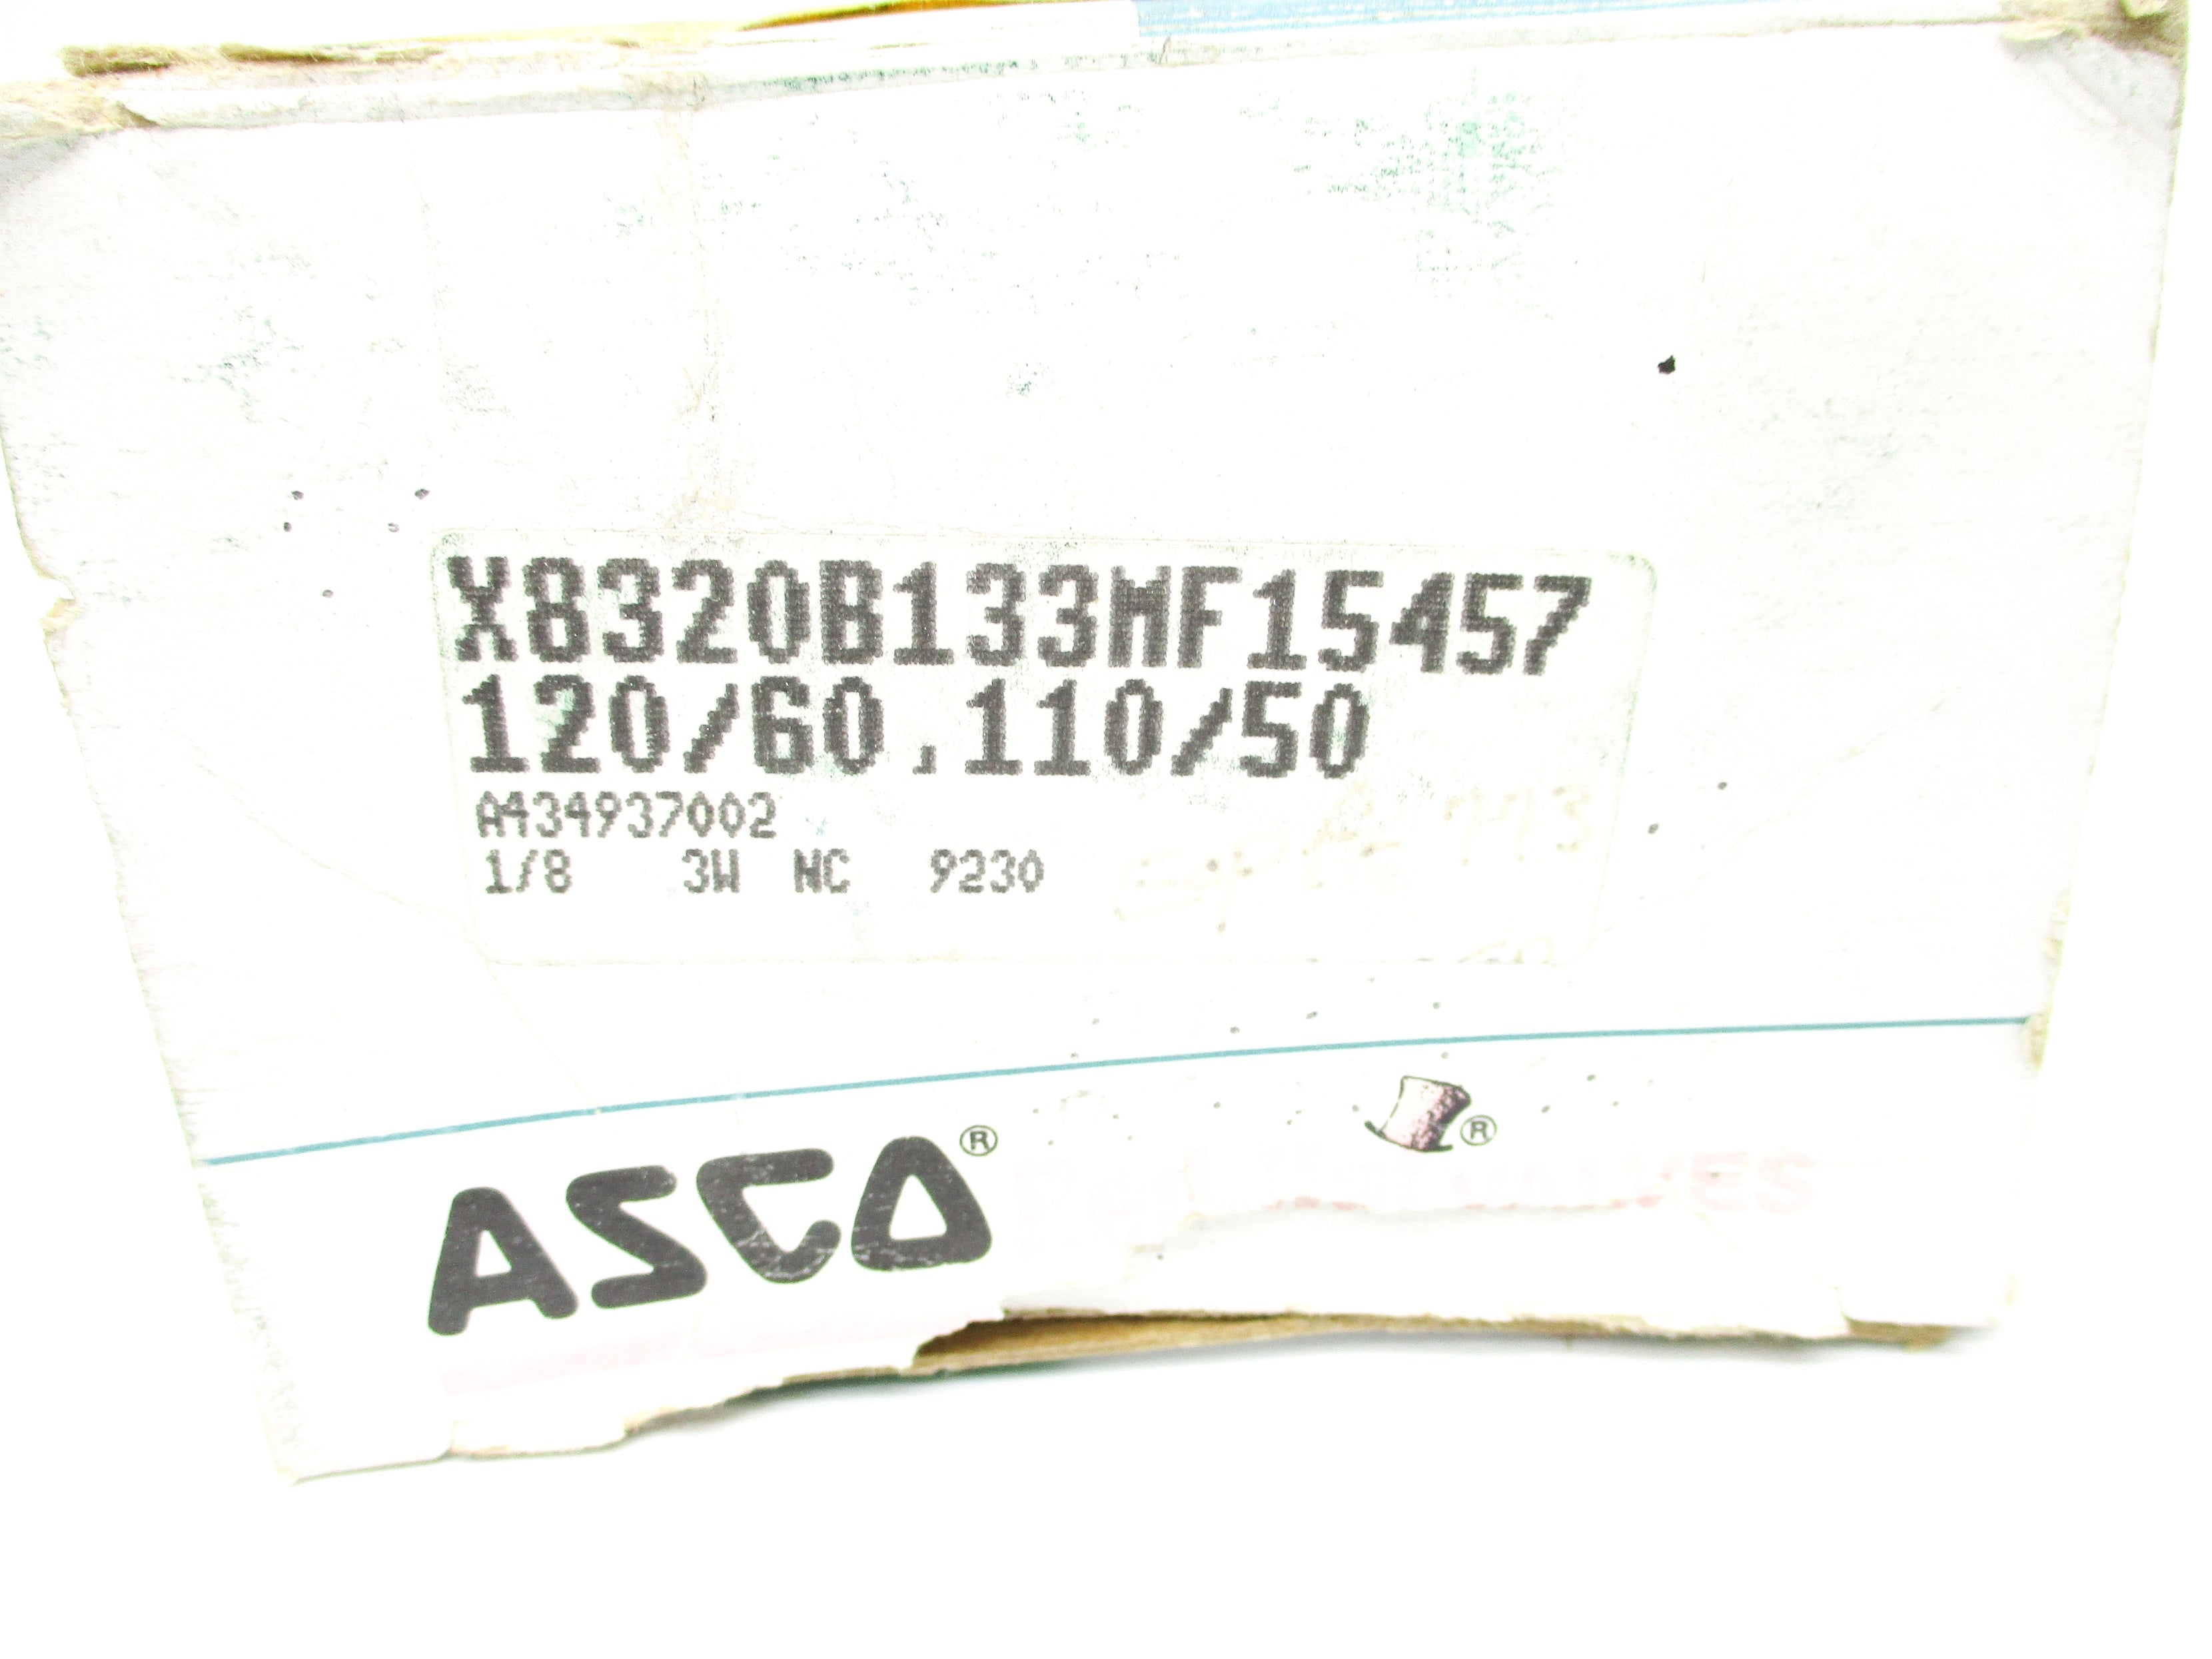 X8320B133MF15457
120/60,110/50
A434937002
1/8 3W NC 9230
ASCO®
®